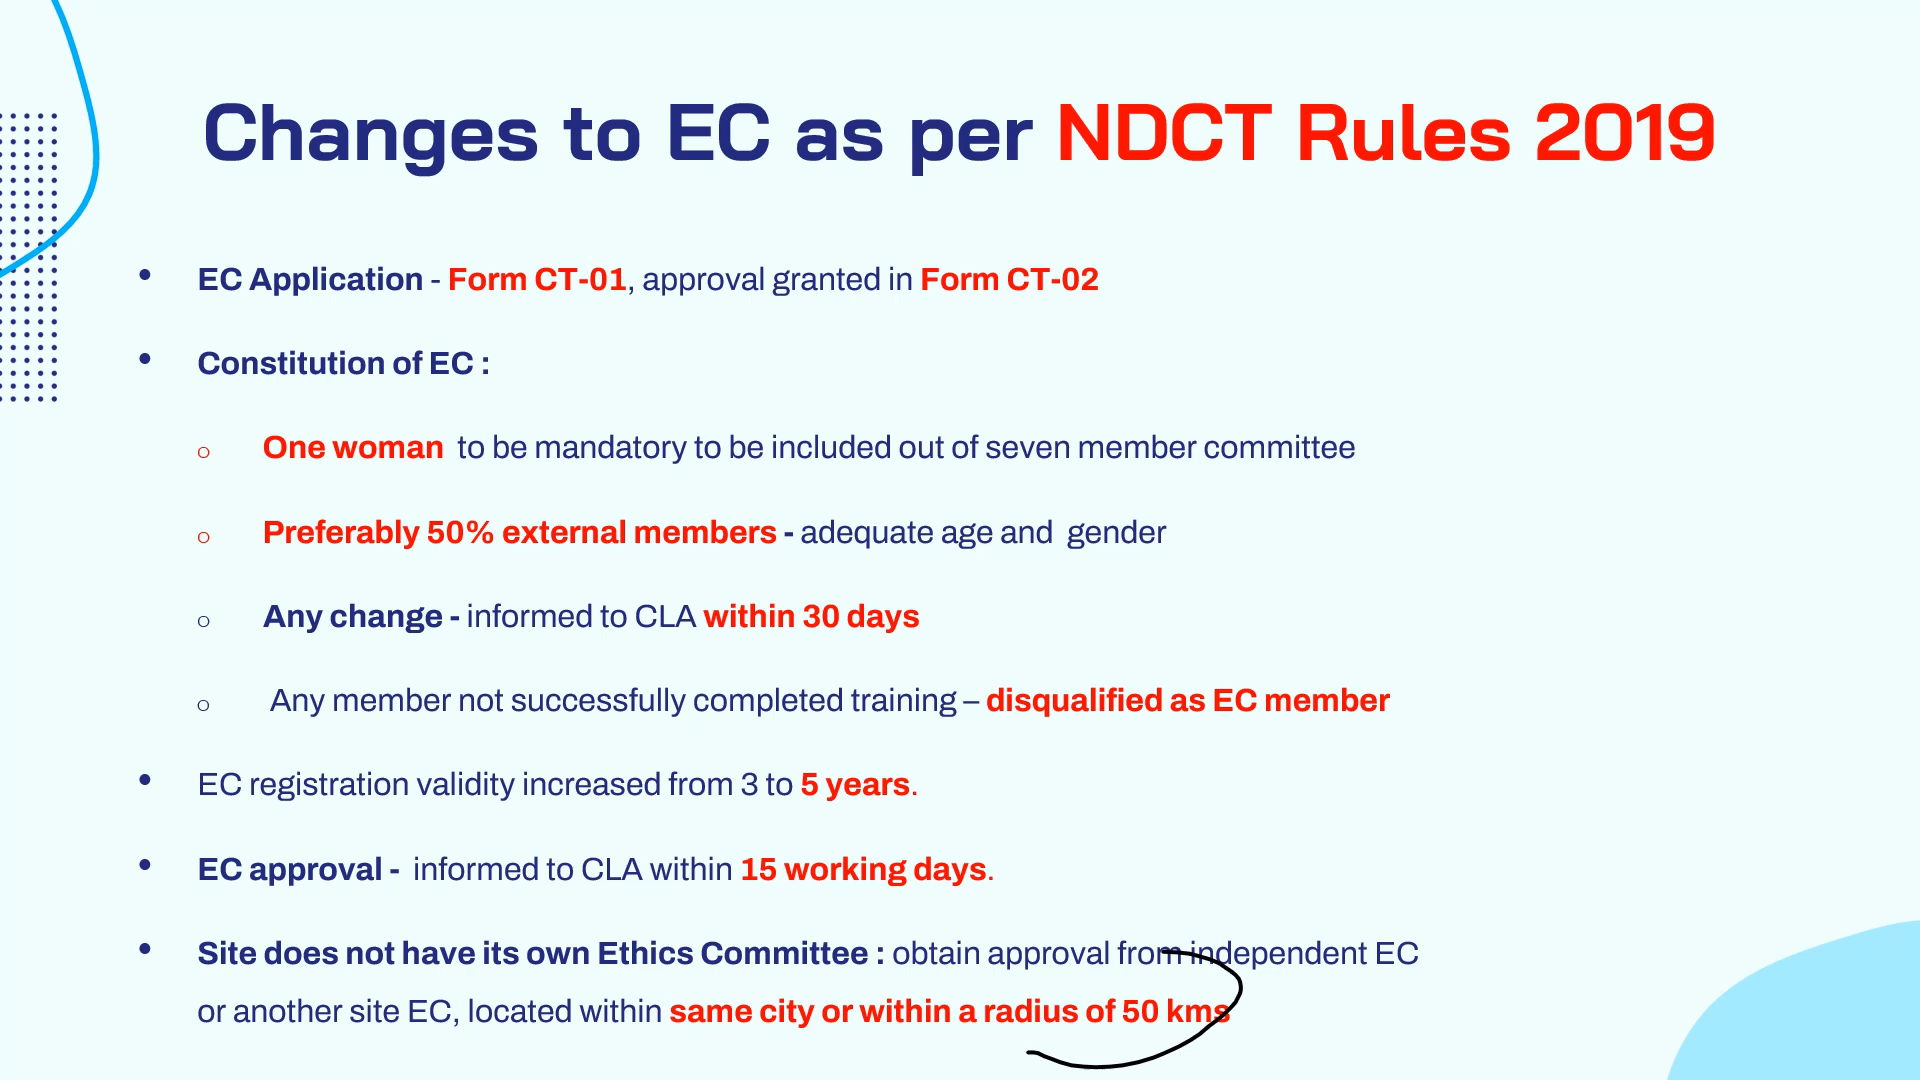 Changes to EC as per NDCT Rules 2019
• EC Application - Form CT-01, approval granted in Form CT-02
• Constitution of EC :
o One woman to be mandatory to be included out of seven member committee
o Preferably 50% external members - adequate age and gender
o Any change - informed to CLA within 30 days
o Any member not successfully completed training – disqualified as EC member
• EC registration validity increased from 3 to 5 years.
• EC approval - informed to CLA within 15 working days.
• Site does not have its own Ethics Committee : obtain approval from independent EC
or another site EC, located within same city or within a radius of 50 kms